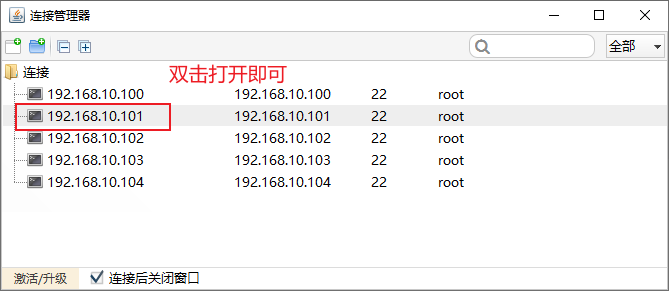 连接管理器
全部
连接
双击打开即可
192.168.10.100 192.168.10.100 22 root
192.168.10.101 192.168.10.101 22 root
192.168.10.102 192.168.10.102 22 root
192.168.10.103 192.168.10.103 22 root
192.168.10.104 192.168.10.104 22 root
激活/升级 连接后关闭窗口